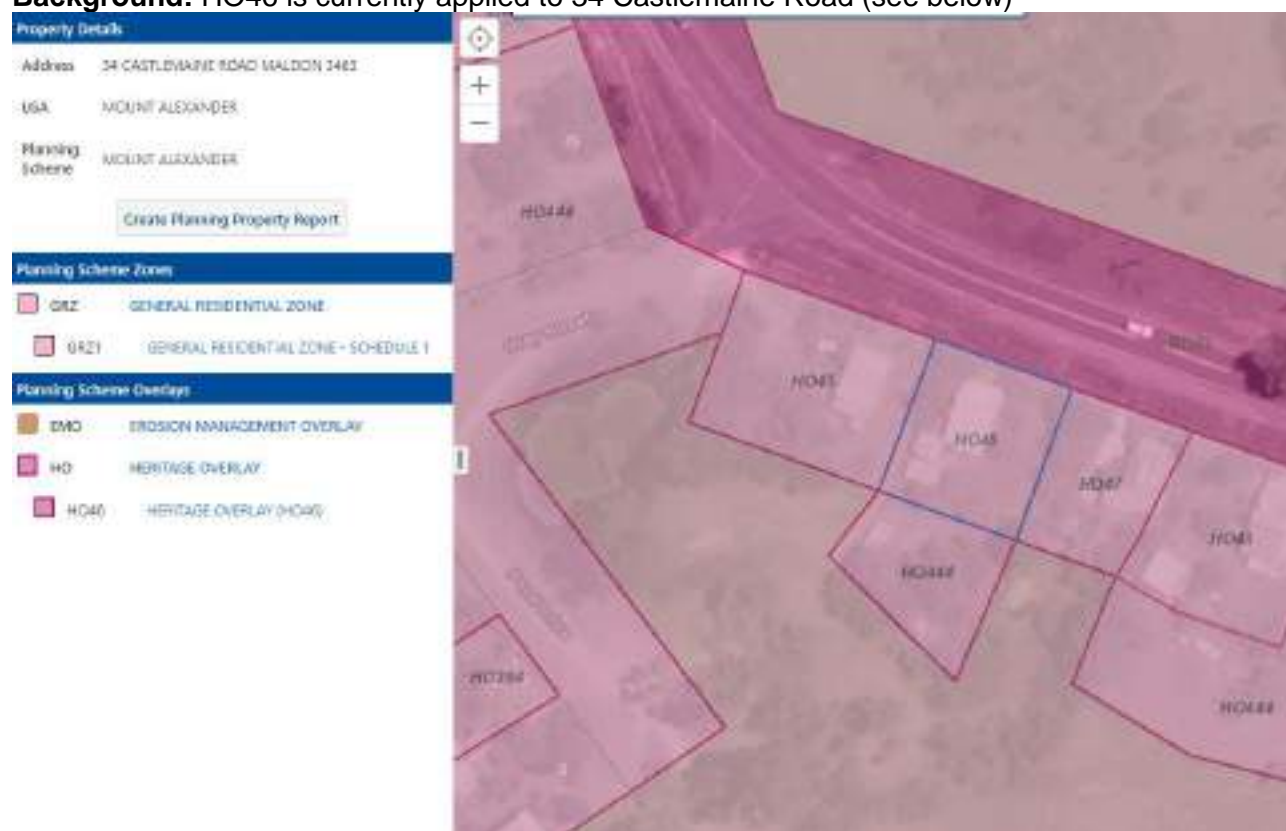 Background: HO46 is currently applied to 34 Castlemaine Road (see below)
Property Details
Address 34 CASTLEMAINE ROAD MALDON 3463
LGA MOUNT ALEXANDER
Planning Scheme MOUNT ALEXANDER
Create Planning Property Report
Planning Scheme Zones
GRZ GENERAL RESIDENTIAL ZONE
GRZ1 GENERAL RESIDENTIAL ZONE - SCHEDULE 1
Planning Scheme Overlays
EMO EROSION MANAGEMENT OVERLAY
HO HERITAGE OVERLAY
HO46 HERITAGE OVERLAY (HO46)
+
−
HO444
HO45
HO46
HO47
HO444
HO394
HO444